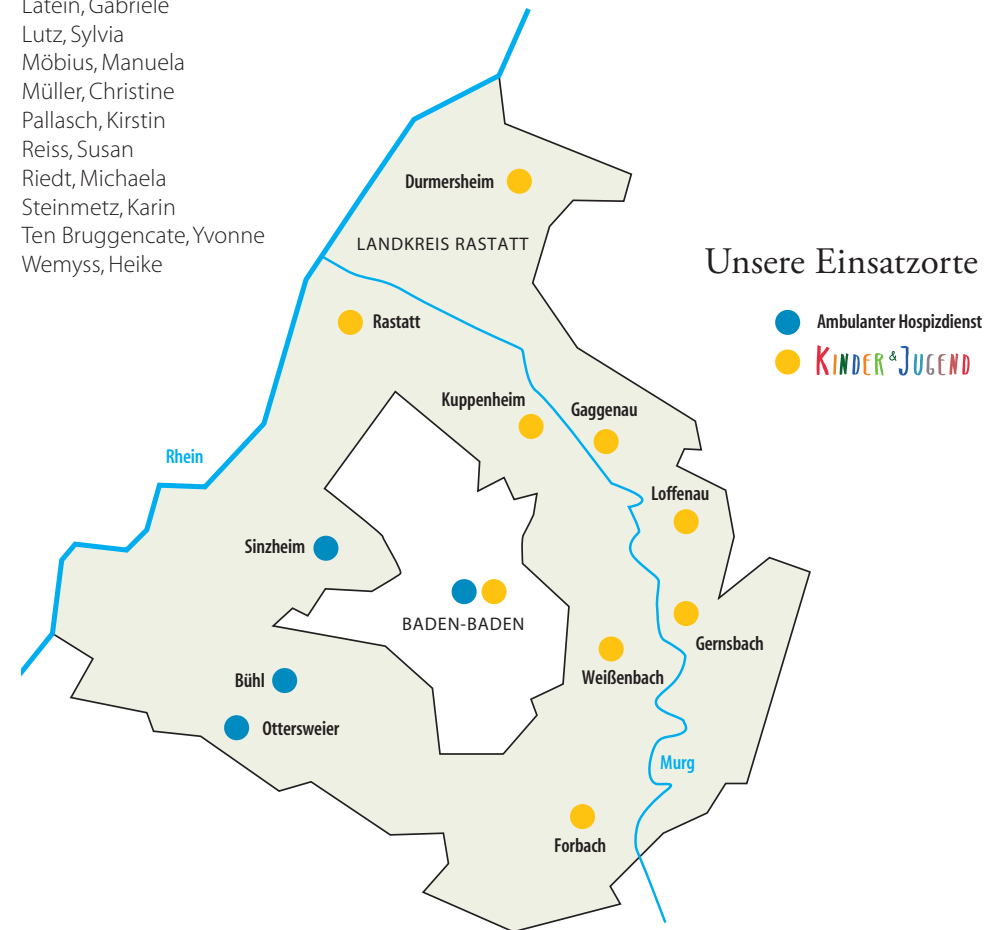 Latein, Gabriele
Lutz, Sylvia
Möbius, Manuela
Müller, Christine
Pallasch, Kirstin
Reiss, Susan
Riedt, Michaela
Steinmetz, Karin
Ten Bruggencate, Yvonne
Wemyss, Heike
Durmersheim
LANDKREIS RASTATT
Unsere Einsatzorte
Ambulanter Hospizdienst
KINDER & JUGEND
Rastatt
Kuppenheim
Gaggenau
Rhein
Loffenau
Sinzheim
BADEN-BADEN
Gernsbach
Weißenbach
Bühl
Ottersweier
Murg
Forbach